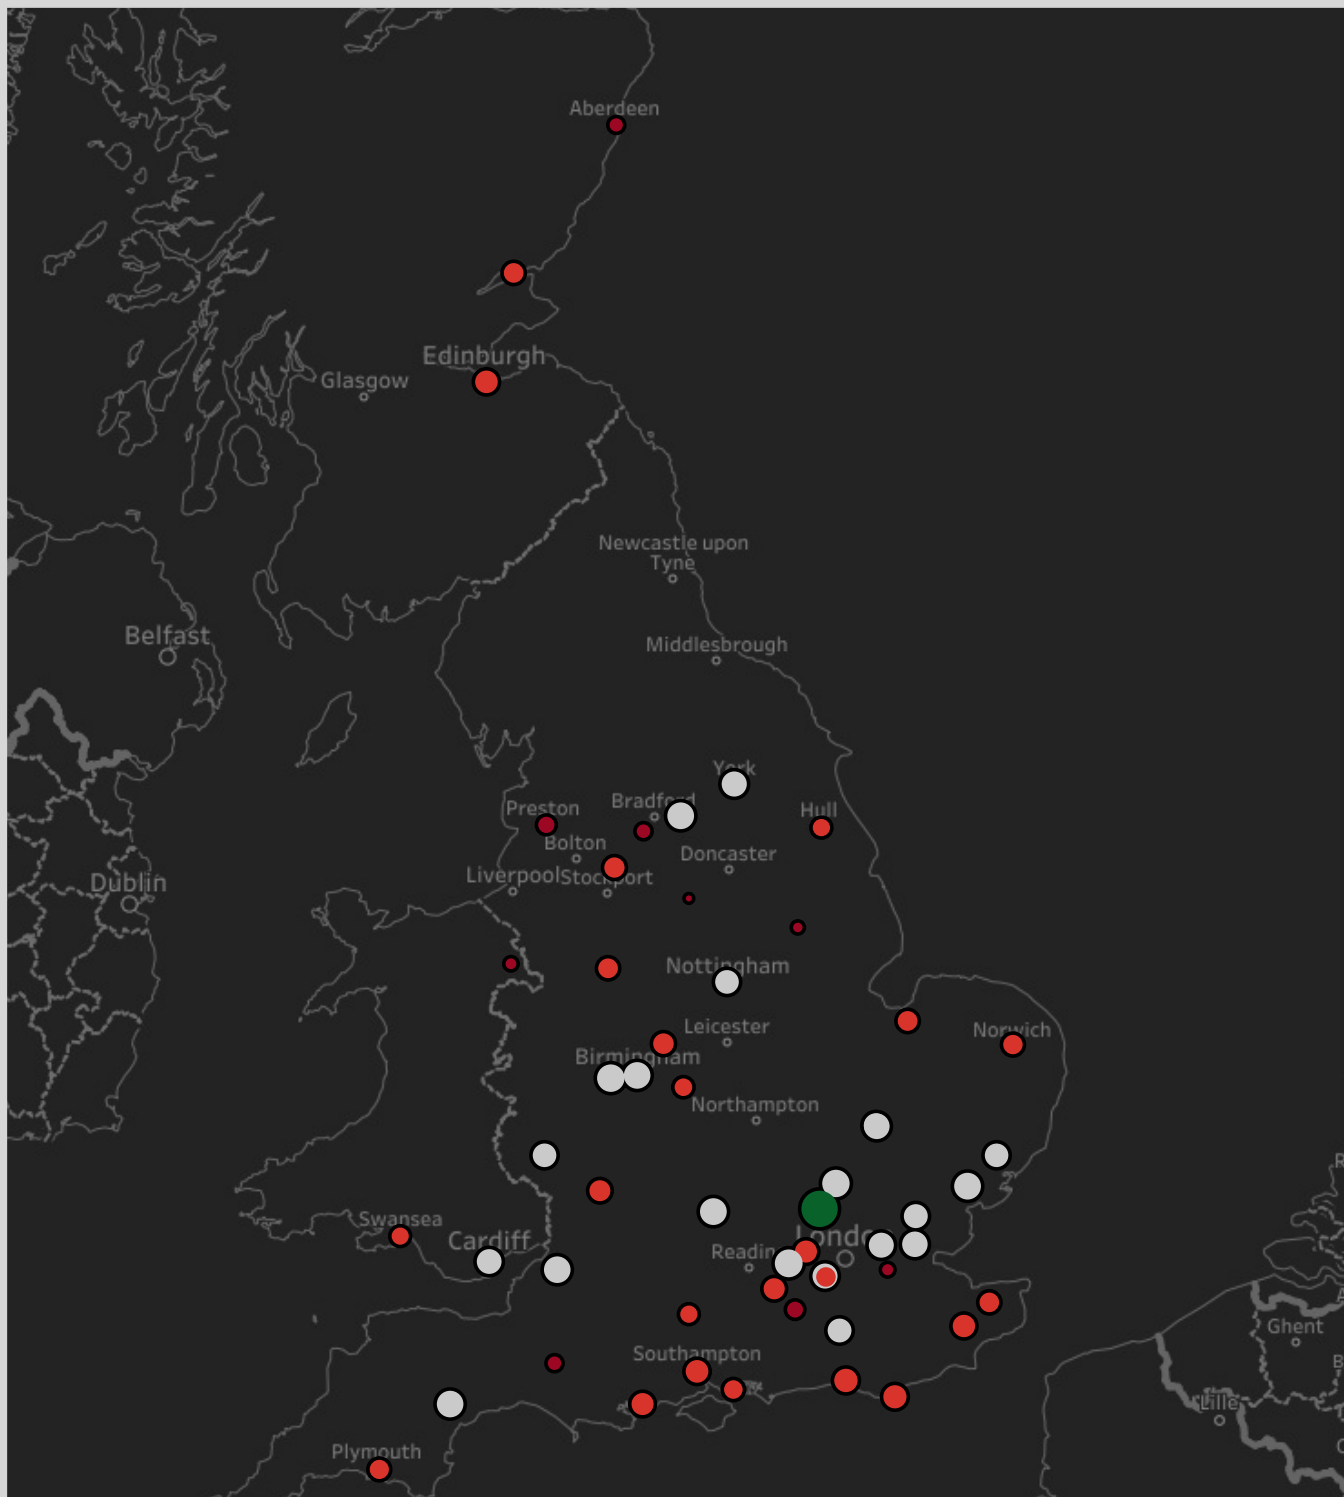 Aberdeen
Edinburgh
Glasgow
Newcastle upon
Tyne
Belfast
Middlesbrough
York
Preston
Bradford
Hull
Bolton
Doncaster
Liverpool
Stockport
Dublin
Nottingham
Leicester
Norwich
Birmingham
Northampton
Swansea
Cardiff
London
Reading
Ghent
Southampton
Lille
Plymouth